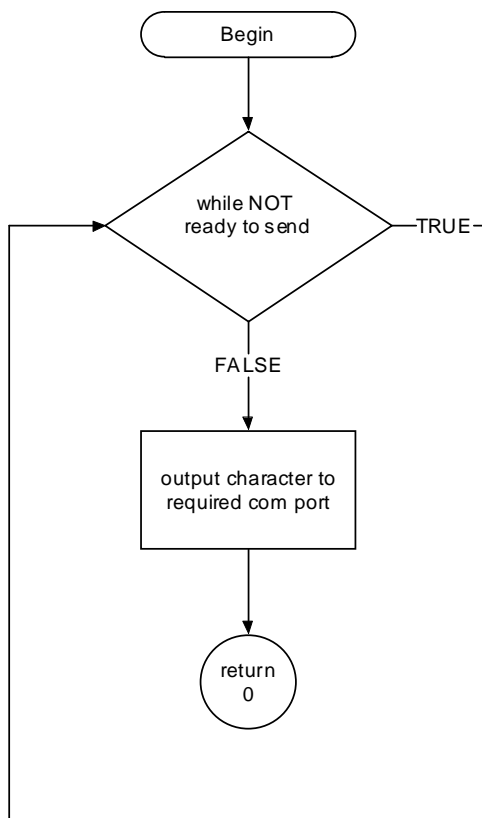 Begin
while NOT
ready to send
TRUE
FALSE
output character to
required com port
return
0